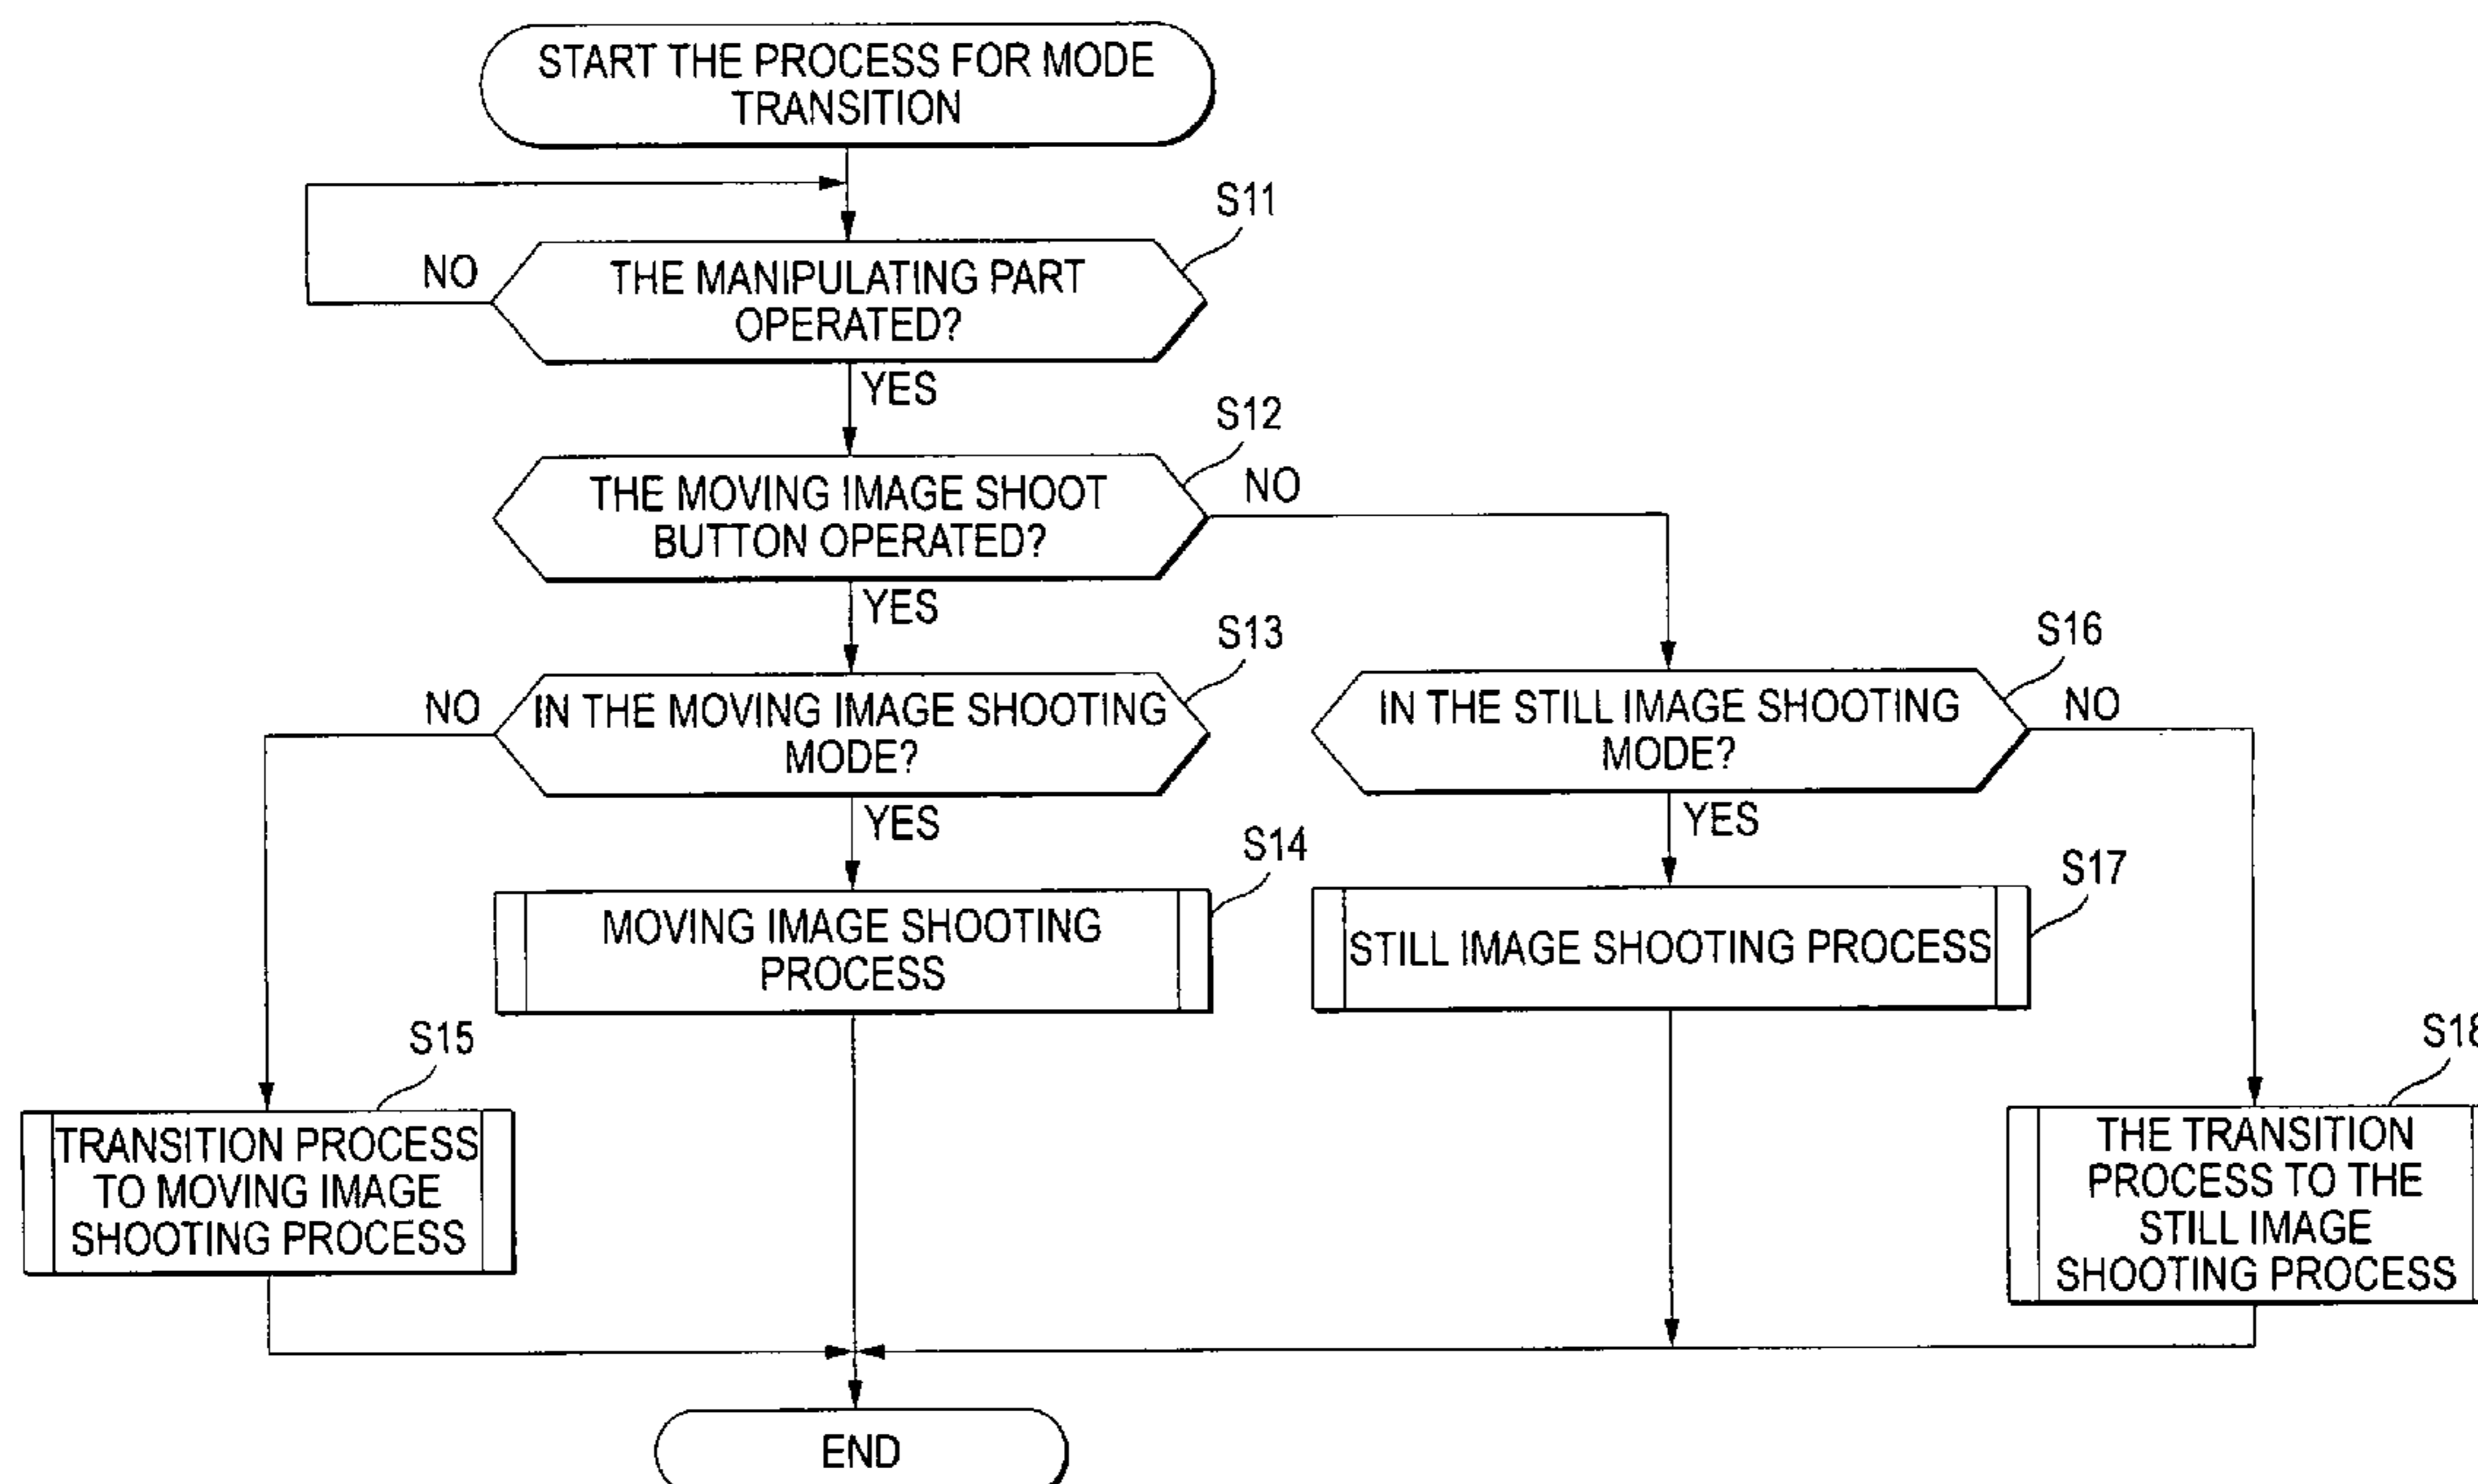 START THE PROCESS FOR MODE
TRANSITION
S11
NO
THE MANIPULATING PART
OPERATED?
YES
S12
THE MOVING IMAGE SHOOT
BUTTON OPERATED?
NO
YES
S13
NO
IN THE MOVING IMAGE SHOOTING
MODE?
YES
S16
IN THE STILL IMAGE SHOOTING
MODE?
NO
YES
S14
MOVING IMAGE SHOOTING
PROCESS
S17
STILL IMAGE SHOOTING PROCESS
S15
TRANSITION PROCESS
TO MOVING IMAGE
SHOOTING PROCESS
S18
THE TRANSITION
PROCESS TO THE
STILL IMAGE
SHOOTING PROCESS
END